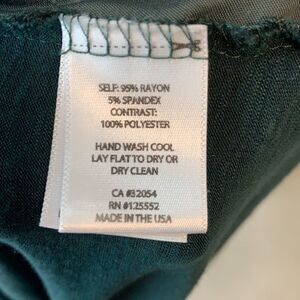 SELF: 95% RAYON
5% SPANDEX
CONTRAST:
100% POLYESTER
HAND WASH COOL
LAY FLAT TO DRY OR
DRY CLEAN
CA #32054
RN #125552
MADE IN THE USA